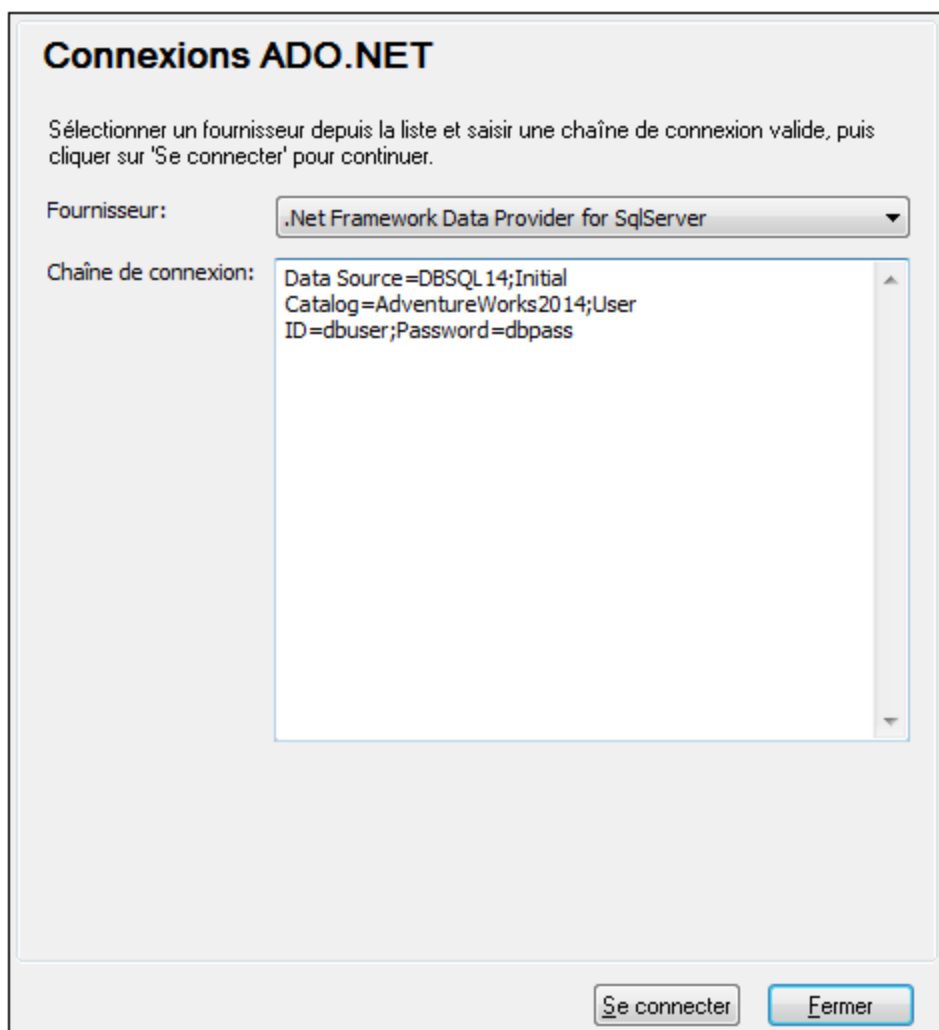 Connexions ADO.NET
Sélectionner un fournisseur depuis la liste et saisir une chaîne de connexion valide, puis
cliquer sur 'Se connecter' pour continuer.
Fournisseur:
.Net Framework Data Provider for SqlServer
Chaîne de connexion:
Data Source=DBSQL14;Initial
Catalog=AdventureWorks2014;User
ID=dbuser;Password=dbpass
Se connecter
Fermer